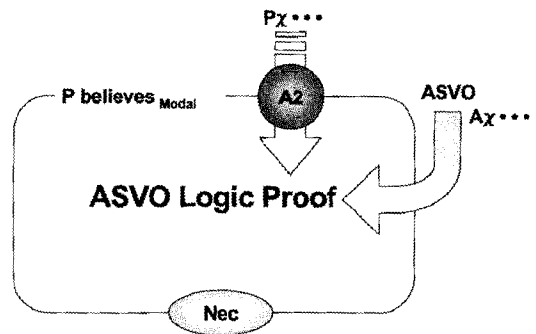 Pχ•••
P believes Modal
A2
ASVO
Aχ•••
ASVO Logic Proof
Nec